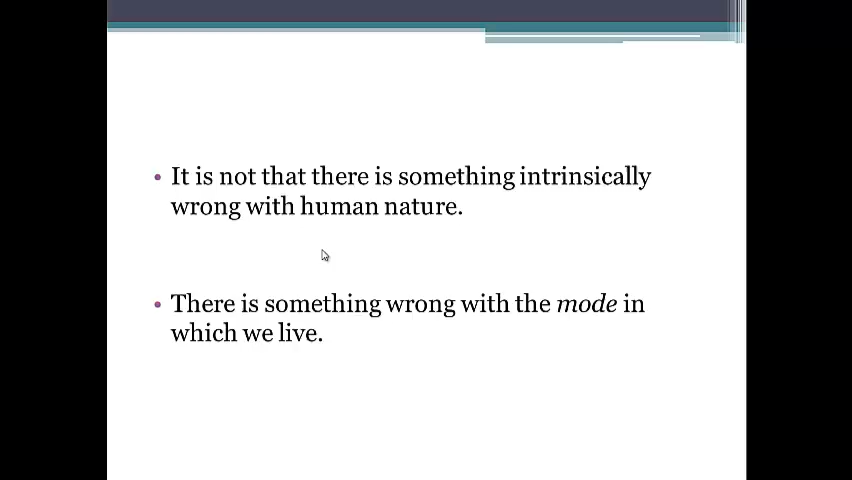 • It is not that there is something intrinsically
wrong with human nature.
• There is something wrong with the mode in
which we live.